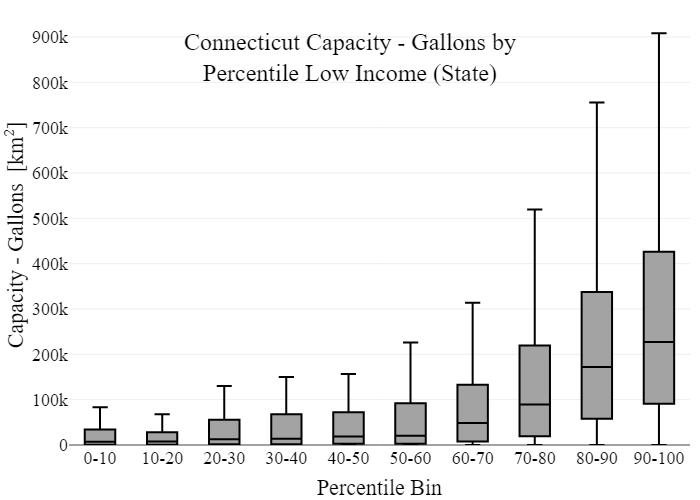 Connecticut Capacity - Gallons by
Percentile Low Income (State)
Capacity - Gallons [km²]
900k
800k
700k
600k
500k
400k
300k
200k
100k
0
0-10 10-20 20-30 30-40 40-50 50-60 60-70 70-80 80-90 90-100
Percentile Bin